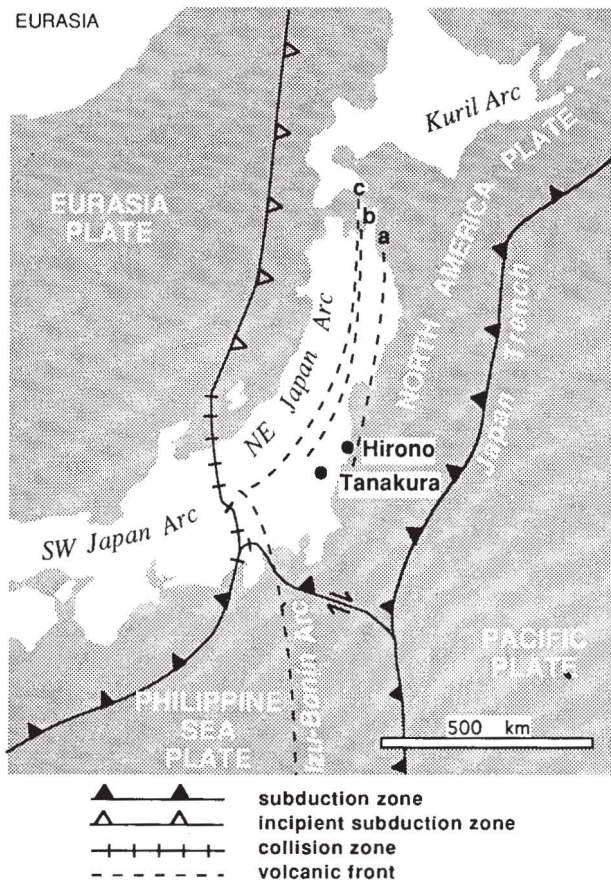 EURASIA
Kuril Arc
EURASIA
PLATE
NORTH AMERICA PLATE
c
b
a
NE Japan Arc
Japan Trench
Hirono
Tanakura
SW Japan Arc
PACIFIC
PLATE
PHILIPPINE
SEA
PLATE
Izu-Bonin Arc
500 km
subduction zone
incipient subduction zone
collision zone
volcanic front